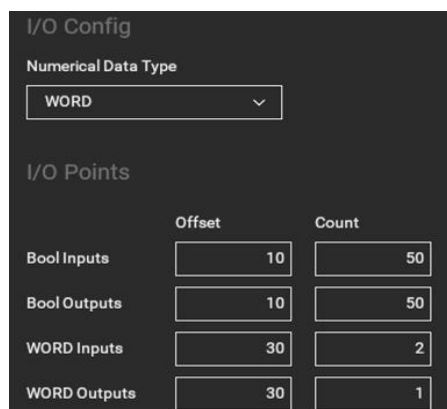 I/O Config
Numerical Data Type
WORD
I/O Points
Offset Count
Bool Inputs 10 50
Bool Outputs 10 50
WORD Inputs 30 2
WORD Outputs 30 1